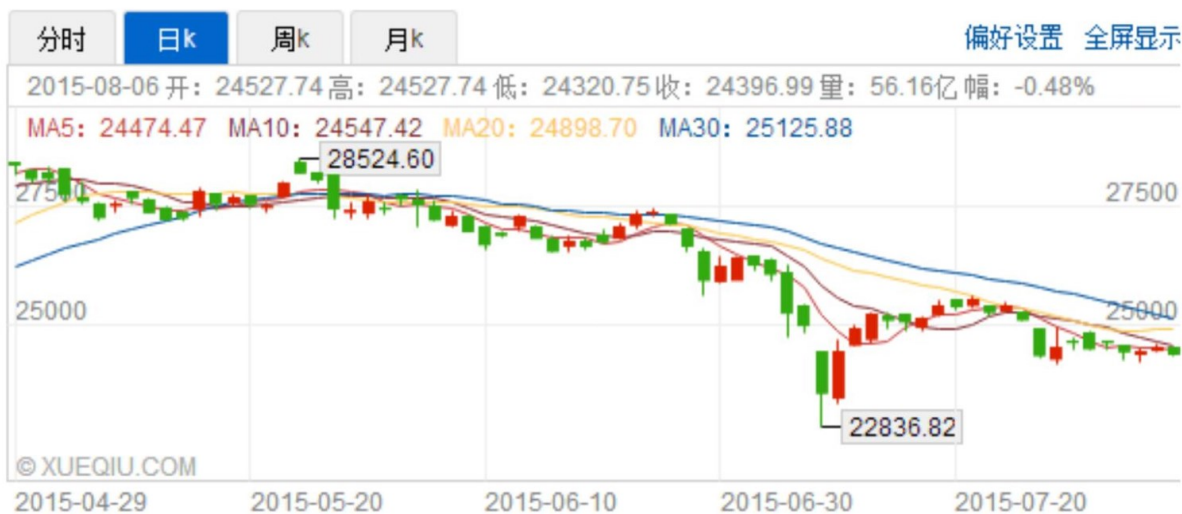 分时 日k 周k 月k 偏好设置 全屏显示
2015-08-06 开: 24527.74 高: 24527.74 低: 24320.75 收: 24396.99 量: 56.16亿 幅: -0.48%
MA5: 24474.47 MA10: 24547.42 MA20: 24898.70 MA30: 25125.88
28524.60
27500 27500
25000 25000
22836.82
© XUEQIU.COM
2015-04-29 2015-05-20 2015-06-10 2015-06-30 2015-07-20